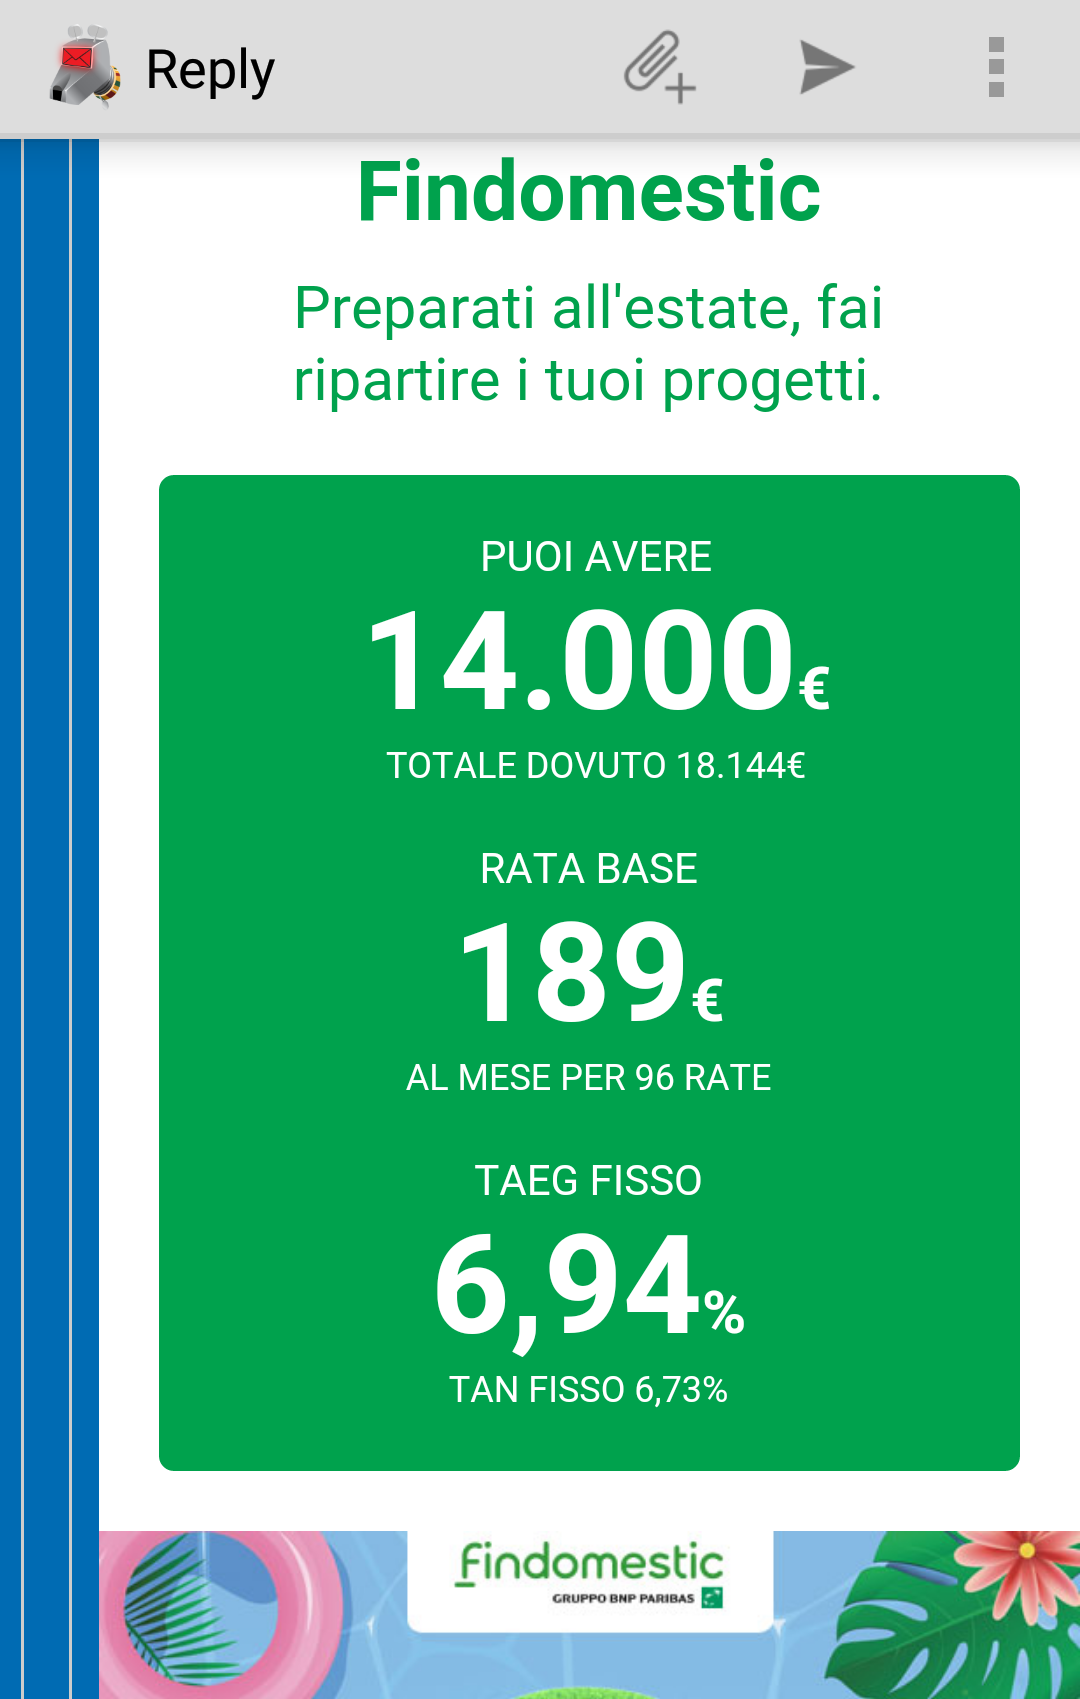 Reply
Findomestic
Preparati all'estate, fai
ripartire i tuoi progetti.
PUOI AVERE
14.000€
TOTALE DOVUTO 18.144€
RATA BASE
189€
AL MESE PER 96 RATE
TAEG FISSO
6,94%
TAN FISSO 6,73%
findomestic
GRUPPO BNP PARIBAS